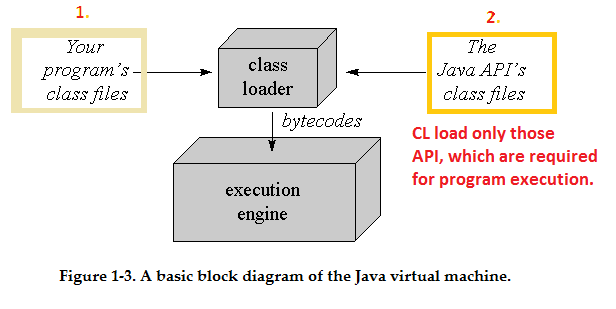 1.
2.
Your
program's
class files
class
loader
The
Java API's
class files
bytecodes
CL load only those
API, which are required
for program execution.
execution
engine
Figure 1-3. A basic block diagram of the Java virtual machine.